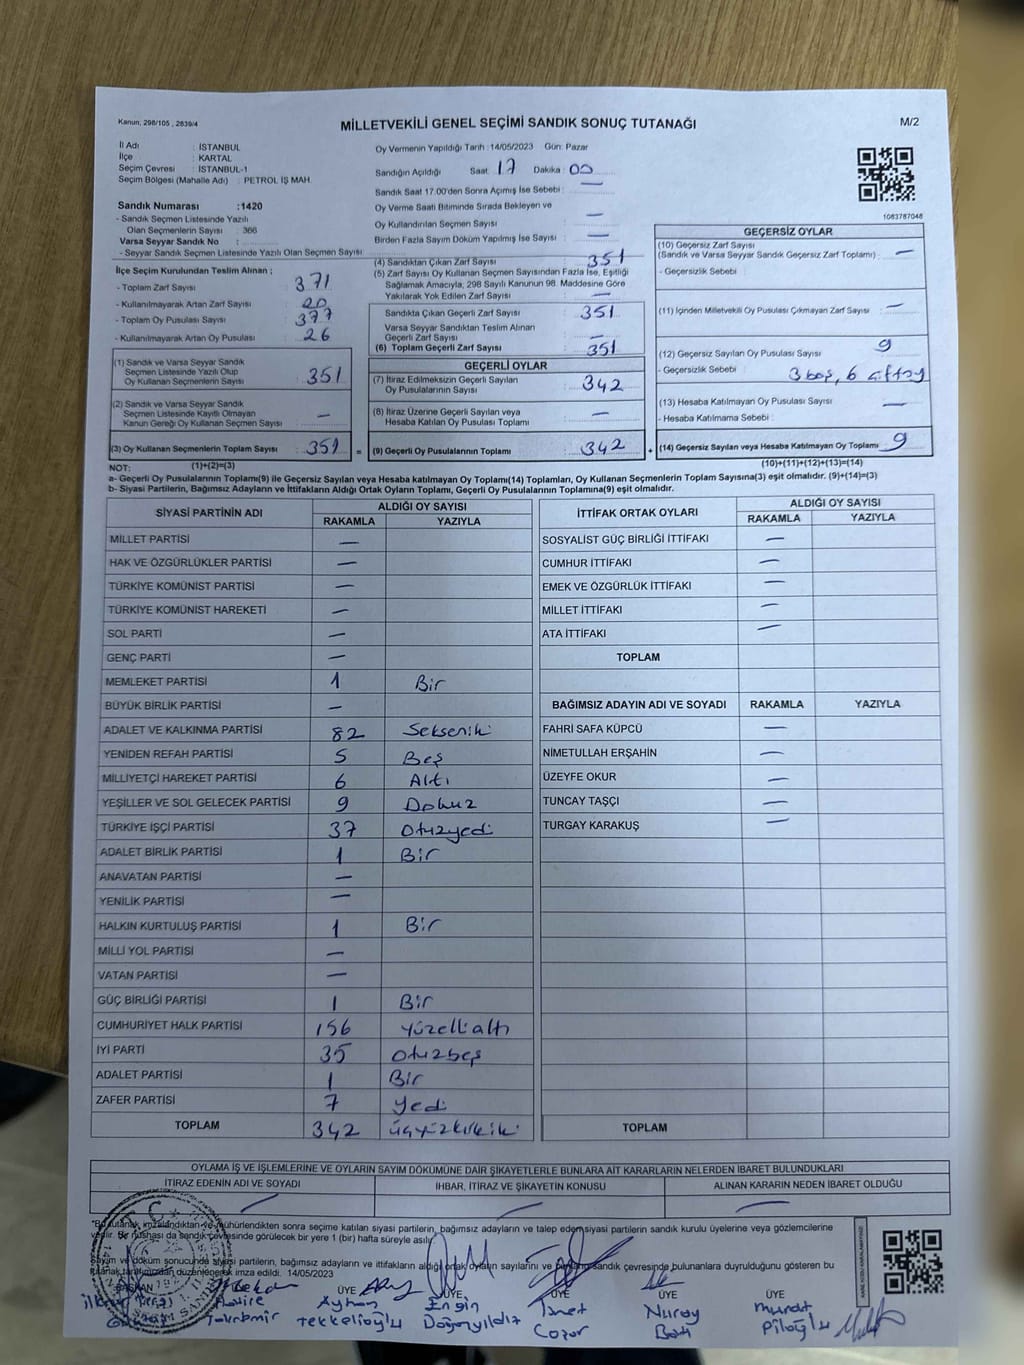 Kanun, 298/105 , 2839/4
MİLLETVEKİLİ GENEL SEÇİMİ SANDIK SONUÇ TUTANAĞI
M/2
İl Adı : İSTANBUL
İlçe : KARTAL
Seçim Çevresi : İSTANBUL-1
Seçim Bölgesi (Mahalle Adı) : PETROL İŞ MAH.
Sandık Numarası :1420
- Sandık Seçmen Listesinde Yazılı
Olan Seçmenlerin Sayısı : 366
Varsa Seyyar Sandık No :
- Seyyar Sandık Seçmen Listesinde Yazılı Olan Seçmen Sayısı :
İlçe Seçim Kurulundan Teslim Alınan ;
- Toplam Zarf Sayısı : 371
- Kullanılmayarak Artan Zarf Sayısı : 20
- Toplam Oy Pusulası Sayısı : 377
- Kullanılmayarak Artan Oy Pusulası : 26
(1) Sandık ve Varsa Seyyar Sandık
Seçmen Listesinde Yazılı Olup
Oy Kullanan Seçmenlerin Sayısı : 351
(2) Sandık ve Varsa Seyyar Sandık
Seçmen Listesinde Kayıtlı Olmayan
Kanun Gereği Oy Kullanan Seçmen Sayısı : —
(3) Oy Kullanan Seçmenlerin Toplam Sayısı : 351 =
Oy Vermenin Yapıldığı Tarih :14/05/2023 Gün: Pazar
Sandığın Açıldığı Saat : 17 Dakika : 00
Sandık Saat 17.00'den Sonra Açılmış İse Sebebi : —
Oy Verme Saati Bitiminde Sırada Bekleyen ve
Oy Kullandırılan Seçmen Sayısı : —
Birden Fazla Sayım Döküm Yapılmış İse Sayısı : —
(4) Sandıktan Çıkan Zarf Sayısı : 351
(5) Zarf Sayısı Oy Kullanan Seçmen Sayısından Fazla İse, Eşitliği
Sağlamak Amacıyla, 298 Sayılı Kanunun 98. Maddesine Göre
Yakılarak Yok Edilen Zarf Sayısı : —
Sandıkta Çıkan Geçerli Zarf Sayısı : 351
Varsa Seyyar Sandıktan Teslim Alınan
Geçerli Zarf Sayısı : —
(6) Toplam Geçerli Zarf Sayısı : 351
GEÇERLİ OYLAR
(7) İtiraz Edilmeksizin Geçerli Sayılan
Oy Pusulalarının Sayısı : 342
(8) İtiraz Üzerine Geçerli Sayılan veya
Hesaba Katılan Oy Pusulası Toplamı : —
(9) Geçerli Oy Pusulalarının Toplamı : 342 +
1083787048
GEÇERSİZ OYLAR
(10) Geçersiz Zarf Sayısı
(Sandık ve Varsa Seyyar Sandık Geçersiz Zarf Toplamı) : —
- Geçersizlik Sebebi :
(11) İçinden Milletvekili Oy Pusulası Çıkmayan Zarf Sayısı : —
(12) Geçersiz Sayılan Oy Pusulası Sayısı : 9
- Geçersizlik Sebebi : 3 boş, 6
(13) Hesaba Katılmayan Oy Pusulası Sayısı : —
- Hesaba Katılmama Sebebi :
(14) Geçersiz Sayılan veya Hesaba Katılmayan Oy Toplamı : 9
NOT: (1)+(2)=(3) (10)+(11)+(12)+(13)=(14)
a- Geçerli Oy Pusulalarının Toplamı(9) ile Geçersiz Sayılan veya Hesaba katılmayan Oy Toplamı(14) Toplamları, Oy Kullanan Seçmenlerin Toplam Sayısına(3) eşit olmalıdır. (9)+(14)=(3)
b- Siyasi Partilerin, Bağımsız Adayların ve İttifakların Aldığı Ortak Oyların Toplamı, Geçerli Oy Pusulalarının Toplamına(9) eşit olmalıdır.
SİYASİ PARTİNİN ADI ALDIĞI OY SAYISI
RAKAMLA YAZIYLA
MİLLET PARTİSİ —
HAK VE ÖZGÜRLÜKLER PARTİSİ —
TÜRKİYE KOMÜNİST PARTİSİ —
TÜRKİYE KOMÜNİST HAREKETİ —
SOL PARTİ —
GENÇ PARTİ —
MEMLEKET PARTİSİ 1 Bir
BÜYÜK BİRLİK PARTİSİ —
ADALET VE KALKINMA PARTİSİ 82 Seksenik
YENİDEN REFAH PARTİSİ 5 Beş
MİLLİYETÇİ HAREKET PARTİSİ 6 Altı
YEŞİLLER VE SOL GELECEK PARTİSİ 9 Dokuz
TÜRKİYE İŞÇİ PARTİSİ 37 Otuzyedi
ADALET BİRLİK PARTİSİ 1 Bir
ANAVATAN PARTİSİ —
YENİLİK PARTİSİ —
HALKIN KURTULUŞ PARTİSİ 1 Bir
MİLLİ YOL PARTİSİ —
VATAN PARTİSİ —
GÜÇ BİRLİĞİ PARTİSİ 1 Bir
CUMHURİYET HALK PARTİSİ 156 yüzellialtı
İYİ PARTİ 35 Otuzbeş
ADALET PARTİSİ 1 Bir
ZAFER PARTİSİ 7 yedi
TOPLAM 342 üçyüzkırkiki
İTTİFAK ORTAK OYLARI ALDIĞI OY SAYISI
RAKAMLA YAZIYLA
SOSYALİST GÜÇ BİRLİĞİ İTTİFAKI —
CUMHUR İTTİFAKI —
EMEK VE ÖZGÜRLÜK İTTİFAKI —
MİLLET İTTİFAKI —
ATA İTTİFAKI —
TOPLAM
BAĞIMSIZ ADAYIN ADI VE SOYADI RAKAMLA YAZIYLA
FAHRİ SAFA KÜPCÜ —
NİMETULLAH ERŞAHİN —
ÜZEYFE OKUR —
TUNCAY TAŞÇI —
TURGAY KARAKUŞ —
TOPLAM
OYLAMA İŞ VE İŞLEMLERİNE VE OYLARIN SAYIM DÖKÜMÜNE DAİR ŞİKAYETLERLE BUNLARA AİT KARARLARIN NELERDEN İBARET BULUNDUKLARI
İTİRAZ EDENİN ADI VE SOYADI İHBAR, İTİRAZ VE ŞİKAYETİN KONUSU ALINAN KARARIN NEDEN İBARET OLDUĞU
— — —
*Bu tutanak imzalandıktan ve mühürlendikten sonra seçime katılan siyasi partilerin, bağımsız adayların ve talep eden siyasi partilerin sandık kurulu üyelerine veya gözlemcilerine
verilir. Bir nüshası da sandık çevresinde görülecek bir yere 1 (bir) hafta süreyle asılır.
Sayım ve döküm sonucunda siyasi partilerin, bağımsız adayların ve ittifakların aldığı ortak oyların sayılarını ve sandık çevresinde bulunanlara duyrulduğunu gösteren bu
tutanak tarafımızdan düzenlenerek imza edildi. 14/05/2023
BAŞKAN ÜYE ÜYE ÜYE ÜYE ÜYE
Ayhan Engin İsmet Nuray Murat
Tekkelioğlu Doğanyıldız Piloğlu